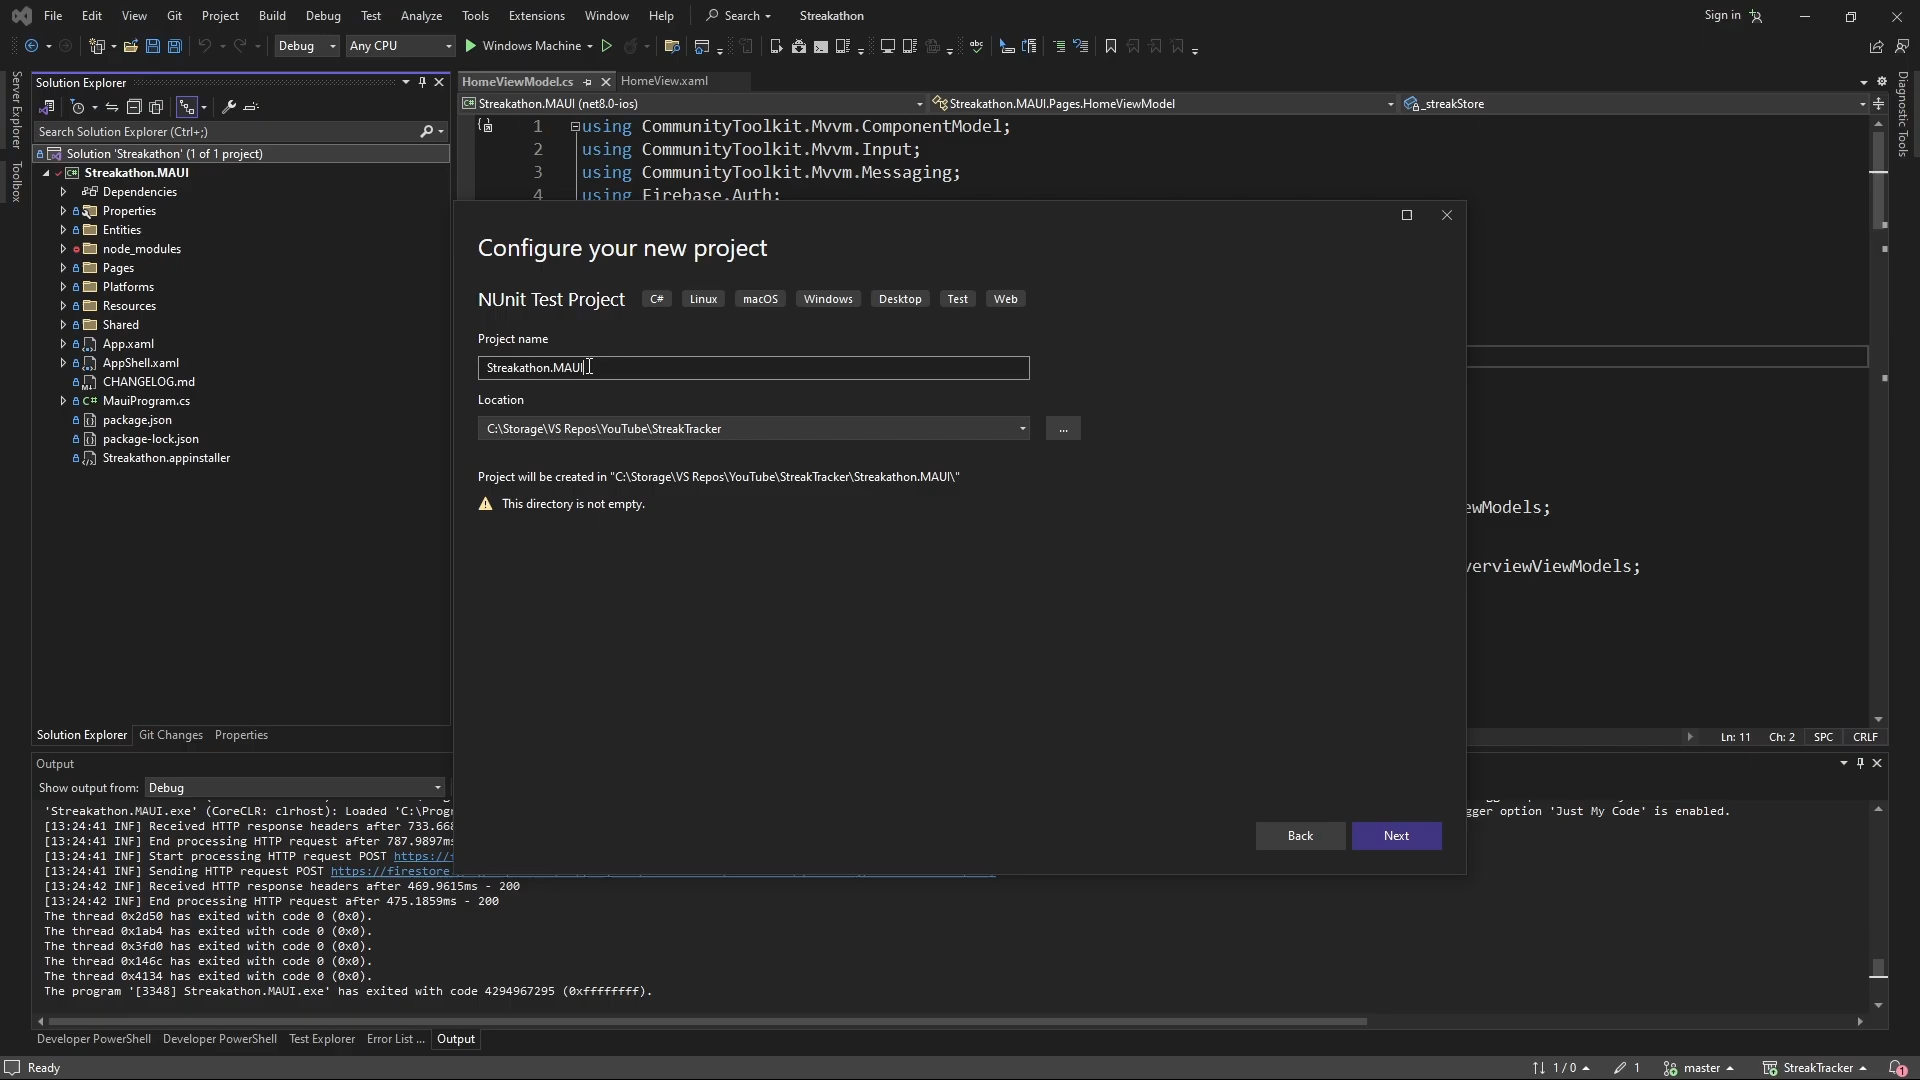 File Edit View Git Project Build Debug Test Analyze Tools Extensions Window Help Search Streakathon Sign in
Debug Any CPU Windows Machine
Server Explorer
Toolbox
Solution Explorer
Search Solution Explorer (Ctrl+;)
Solution 'Streakathon' (1 of 1 project)
Streakathon.MAUI
Dependencies
Properties
Entities
node_modules
Pages
Platforms
Resources
Shared
App.xaml
AppShell.xaml
CHANGELOG.md
MauiProgram.cs
package.json
package-lock.json
Streakathon.appinstaller
Solution Explorer Git Changes Properties
HomeViewModel.cs HomeView.xaml
Streakathon.MAUI (net8.0-ios) Streakathon.MAUI.Pages.HomeViewModel _streakStore
1 using CommunityToolkit.Mvvm.ComponentModel;
2 using CommunityToolkit.Mvvm.Input;
3 using CommunityToolkit.Mvvm.Messaging;
4 using Firebase.Auth;
ewModels;
verviewViewModels;
Diagnostic Tools
Configure your new project
NUnit Test Project C# Linux macOS Windows Desktop Test Web
Project name
Streakathon.MAUI
Location
C:\Storage\VS Repos\YouTube\StreakTracker ...
Project will be created in "C:\Storage\VS Repos\YouTube\StreakTracker\Streakathon.MAUI\"
This directory is not empty.
Back Next
Ln: 11 Ch: 2 SPC CRLF
Output
Show output from: Debug
'Streakathon.MAUI.exe' (CoreCLR: clrhost): Loaded 'C:\Progr gger option 'Just My Code' is enabled.
[13:24:41 INF] Received HTTP response headers after 733.668
[13:24:41 INF] End processing HTTP request after 787.9897ms
[13:24:41 INF] Start processing HTTP request POST https://f
[13:24:41 INF] Sending HTTP request POST https://firestore.
[13:24:42 INF] Received HTTP response headers after 469.9615ms - 200
[13:24:42 INF] End processing HTTP request after 475.1859ms - 200
The thread 0x2d50 has exited with code 0 (0x0).
The thread 0x1ab4 has exited with code 0 (0x0).
The thread 0x3fd0 has exited with code 0 (0x0).
The thread 0x146c has exited with code 0 (0x0).
The thread 0x4134 has exited with code 0 (0x0).
The program '[3348] Streakathon.MAUI.exe' has exited with code 4294967295 (0xffffffff).
Developer PowerShell Developer PowerShell Test Explorer Error List ... Output
Ready 1 / 0 1 master StreakTracker 1